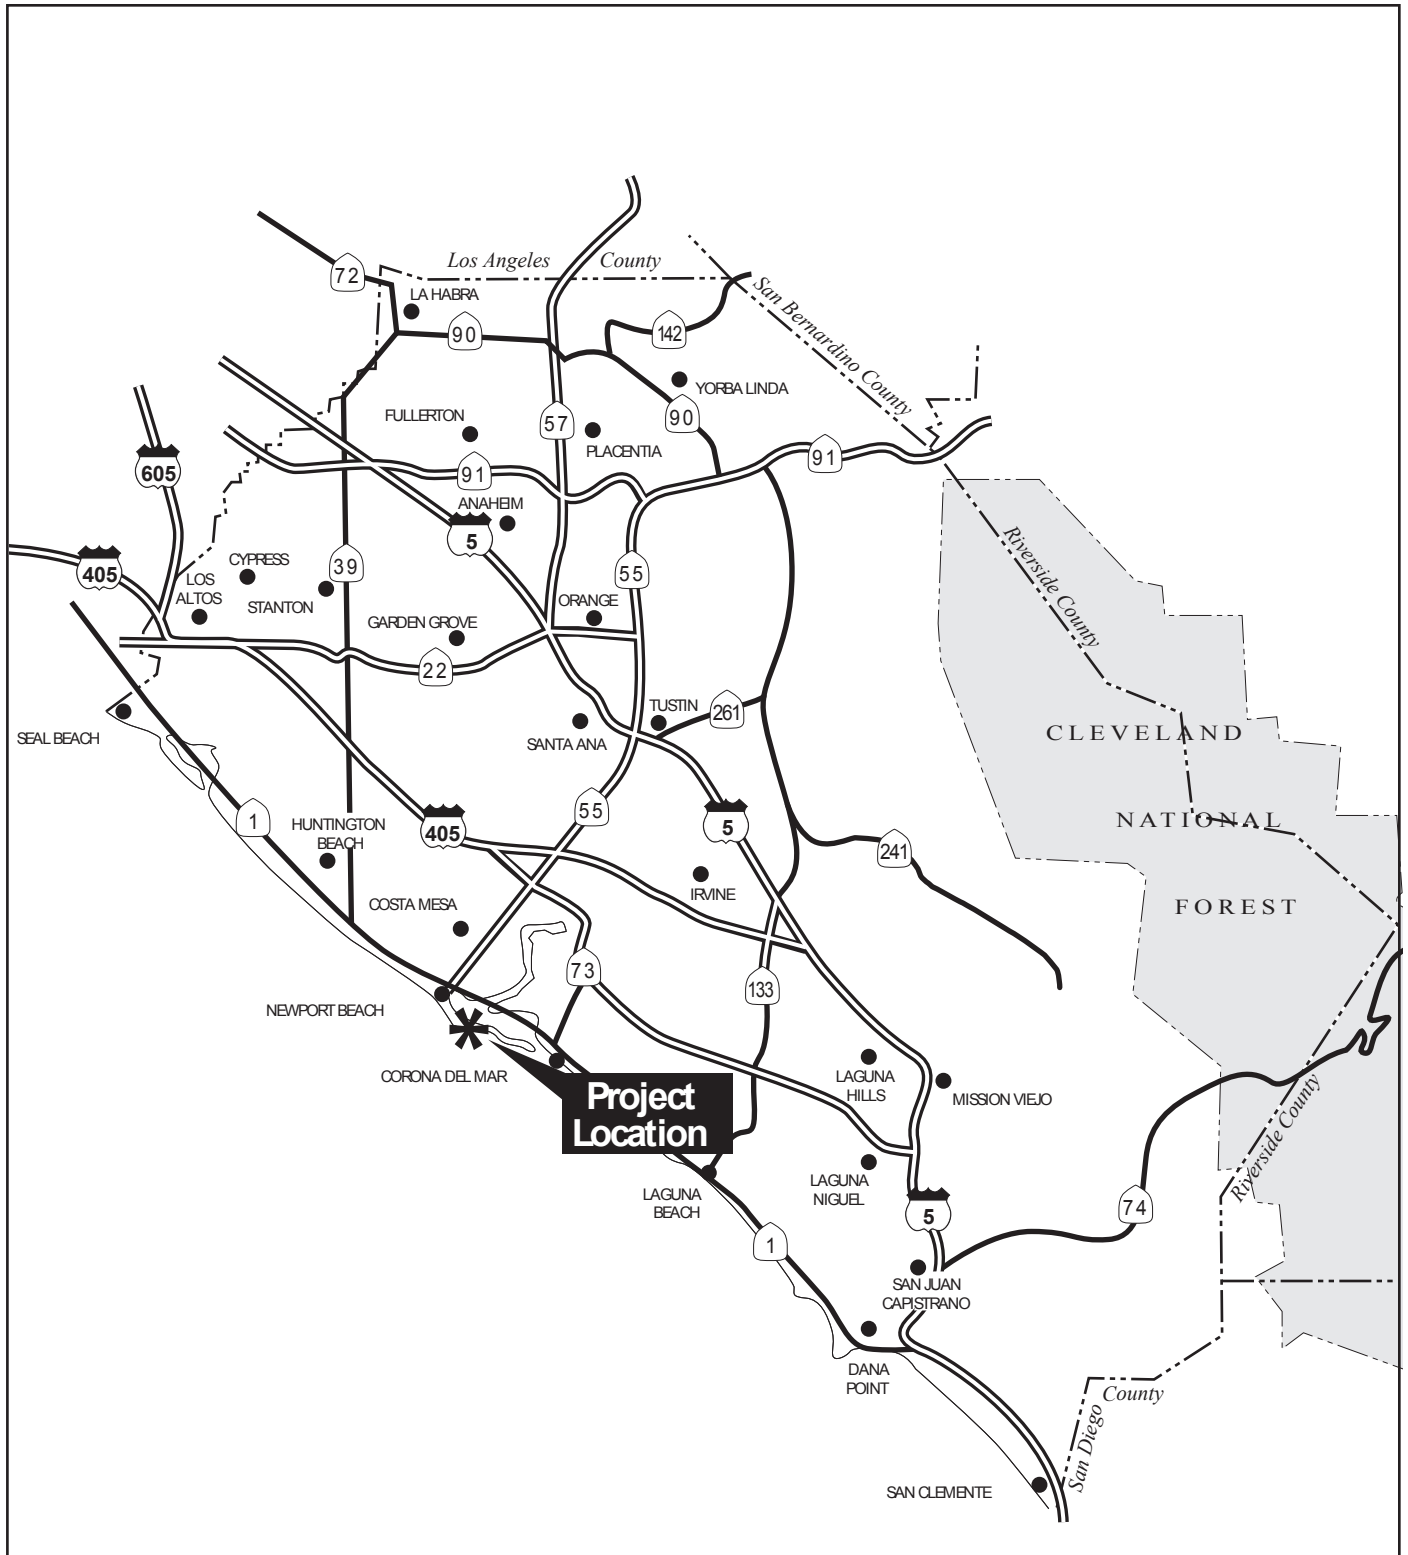 Los Angeles County
72
LA HABRA
San Bernardino County
90
142
YORBA LINDA
FULLERTON
57
90
PLACENTIA
91
605
91
ANAHEIM
5
Riverside County
405
CYPRESS
39
55
LOS
ALTOS
STANTON
ORANGE
GARDEN GROVE
22
TUSTIN
261
SEAL BEACH
SANTA ANA
CLEVELAND
1
55
HUNTINGTON
BEACH
405
5
NATIONAL
241
IRVINE
COSTA MESA
FOREST
73
133
NEWPORT BEACH
CORONA DEL MAR
LAGUNA
HILLS
MISSION VIEJO
Project
Location
Riverside County
LAGUNA
BEACH
LAGUNA
NIGUEL
74
5
1
SAN JUAN
CAPISTRANO
DANA
POINT
San Diego County
SAN CLEMENTE